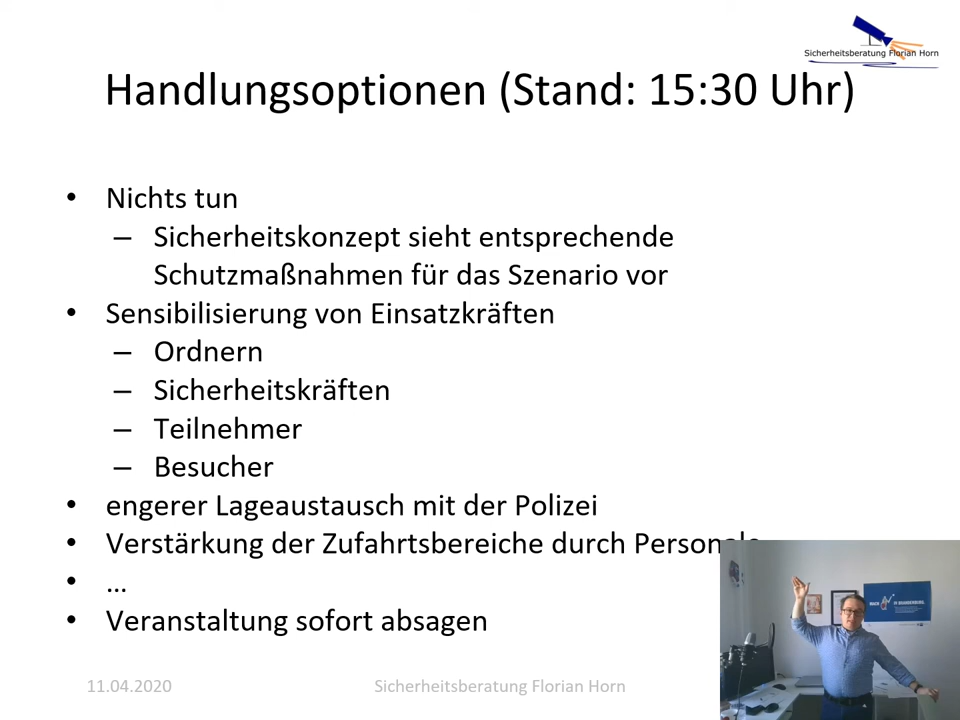 Sicherheitsberatung Florian Horn
Handlungsoptionen (Stand: 15:30 Uhr)
• Nichts tun
– Sicherheitskonzept sieht entsprechende
Schutzmaßnahmen für das Szenario vor
• Sensibilisierung von Einsatzkräften
– Ordnern
– Sicherheitskräften
– Teilnehmer
– Besucher
• engerer Lageaustausch mit der Polizei
• Verstärkung der Zufahrtsbereiche durch
• ...
• Veranstaltung sofort absagen
11.04.2020
Sicherheitsberatung Florian Horn